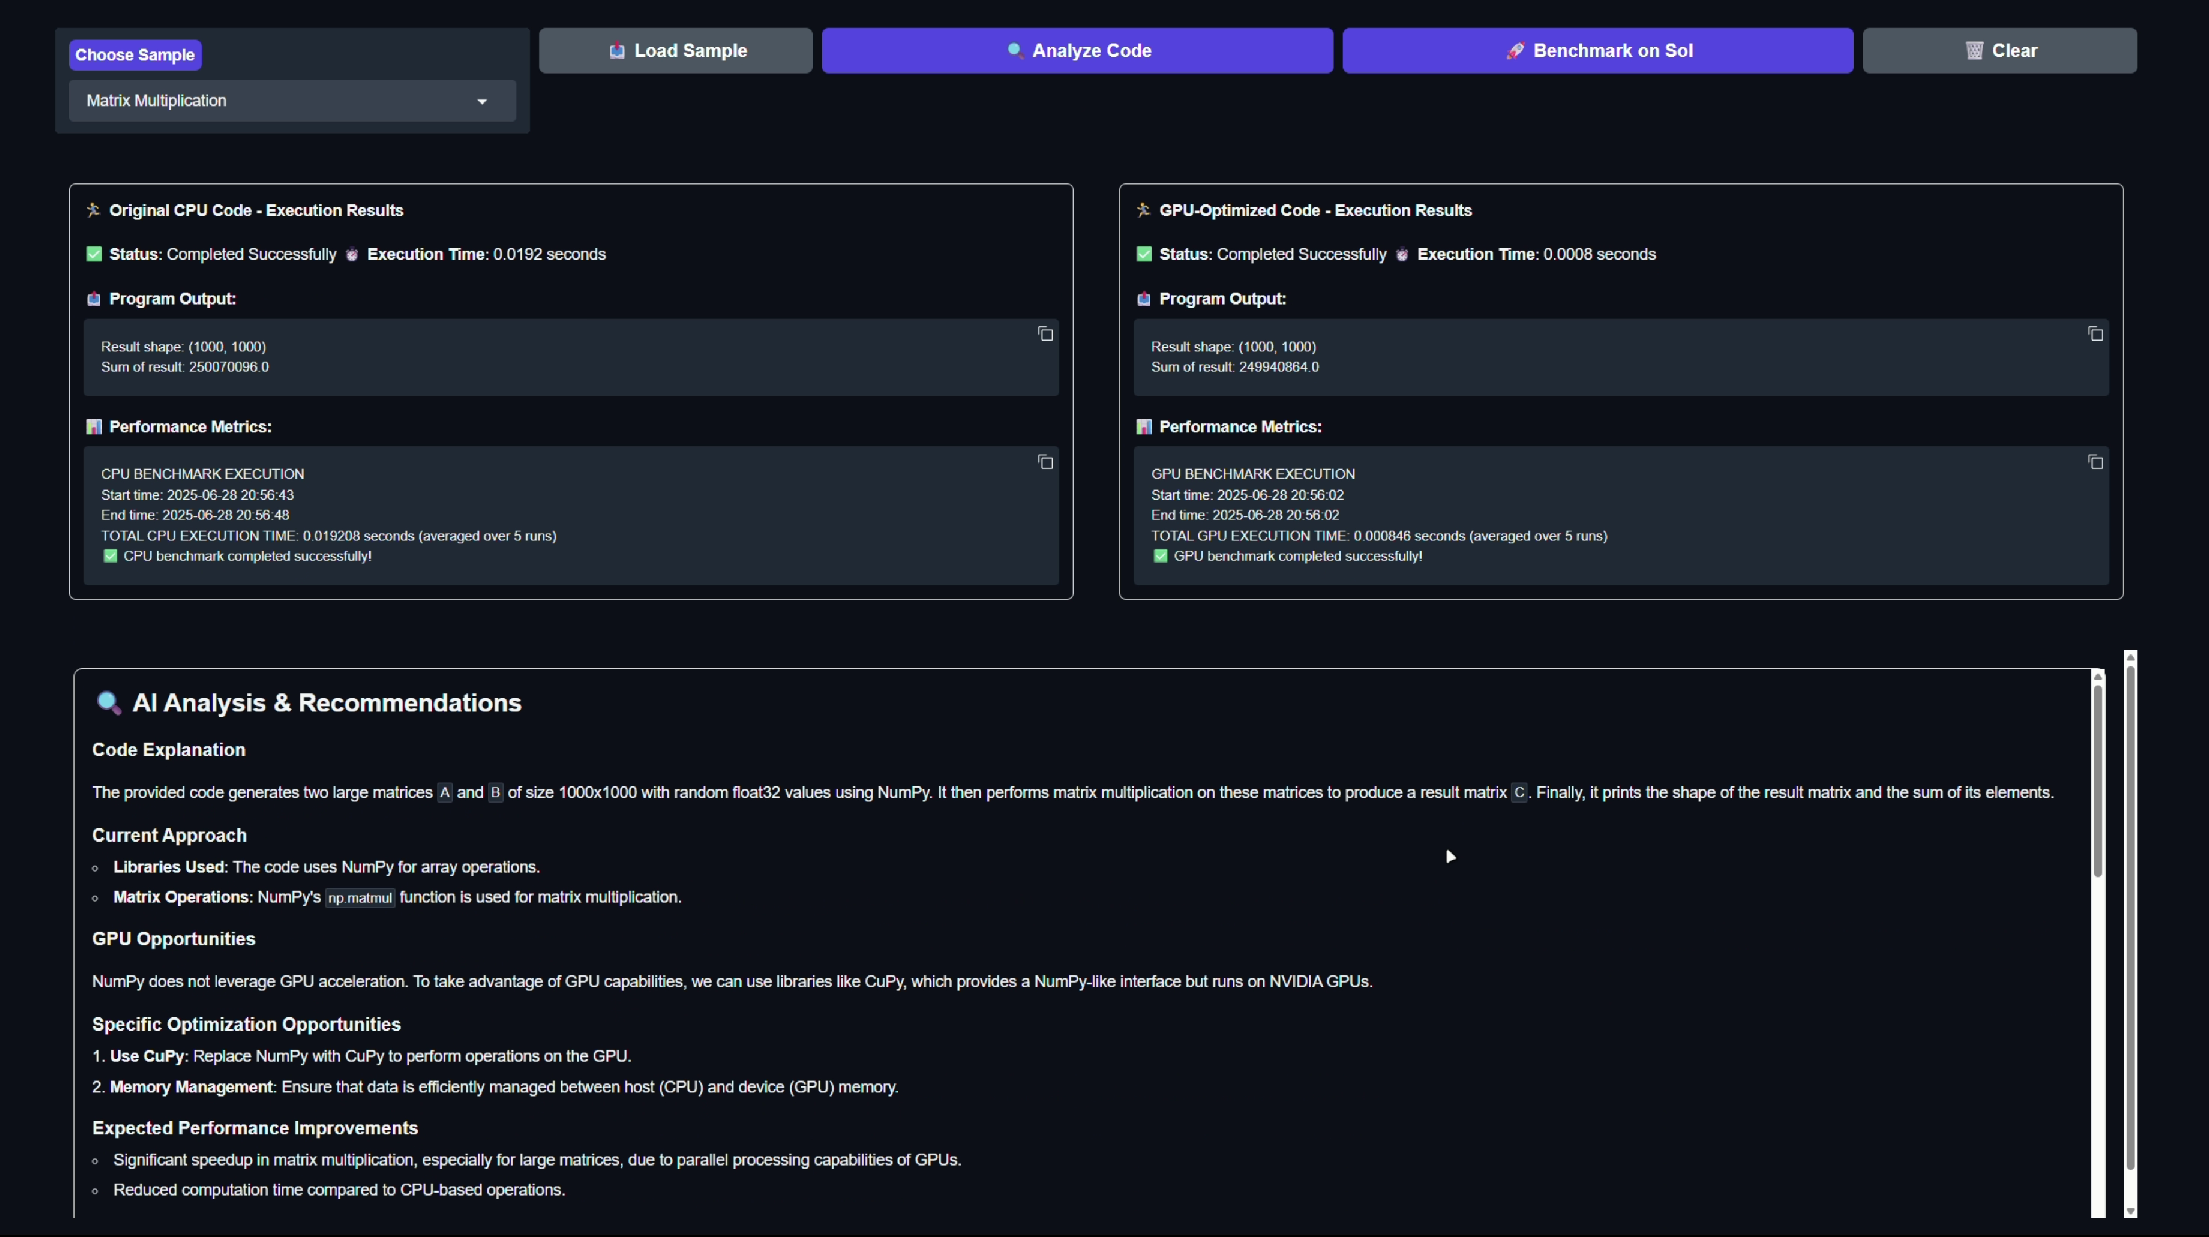 Choose Sample
Matrix Multiplication
Load Sample
Analyze Code
Benchmark on Sol
Clear
Original CPU Code - Execution Results
Status: Completed Successfully Execution Time: 0.0192 seconds
Program Output:
Result shape: (1000, 1000)
Sum of result: 250070096.0
Performance Metrics:
CPU BENCHMARK EXECUTION
Start time: 2025-06-28 20:56:43
End time: 2025-06-28 20:56:48
TOTAL CPU EXECUTION TIME: 0.019208 seconds (averaged over 5 runs)
✅ CPU benchmark completed successfully!
GPU-Optimized Code - Execution Results
Status: Completed Successfully Execution Time: 0.0008 seconds
Program Output:
Result shape: (1000, 1000)
Sum of result: 249940864.0
Performance Metrics:
GPU BENCHMARK EXECUTION
Start time: 2025-06-28 20:56:02
End time: 2025-06-28 20:56:02
TOTAL GPU EXECUTION TIME: 0.000846 seconds (averaged over 5 runs)
✅ GPU benchmark completed successfully!
AI Analysis & Recommendations
Code Explanation
The provided code generates two large matrices A and B of size 1000x1000 with random float32 values using NumPy. It then performs matrix multiplication on these matrices to produce a result matrix C. Finally, it prints the shape of the result matrix and the sum of its elements.
Current Approach
Libraries Used: The code uses NumPy for array operations.
Matrix Operations: NumPy's np.matmul function is used for matrix multiplication.
GPU Opportunities
NumPy does not leverage GPU acceleration. To take advantage of GPU capabilities, we can use libraries like CuPy, which provides a NumPy-like interface but runs on NVIDIA GPUs.
Specific Optimization Opportunities
1. Use CuPy: Replace NumPy with CuPy to perform operations on the GPU.
2. Memory Management: Ensure that data is efficiently managed between host (CPU) and device (GPU) memory.
Expected Performance Improvements
Significant speedup in matrix multiplication, especially for large matrices, due to parallel processing capabilities of GPUs.
Reduced computation time compared to CPU-based operations.